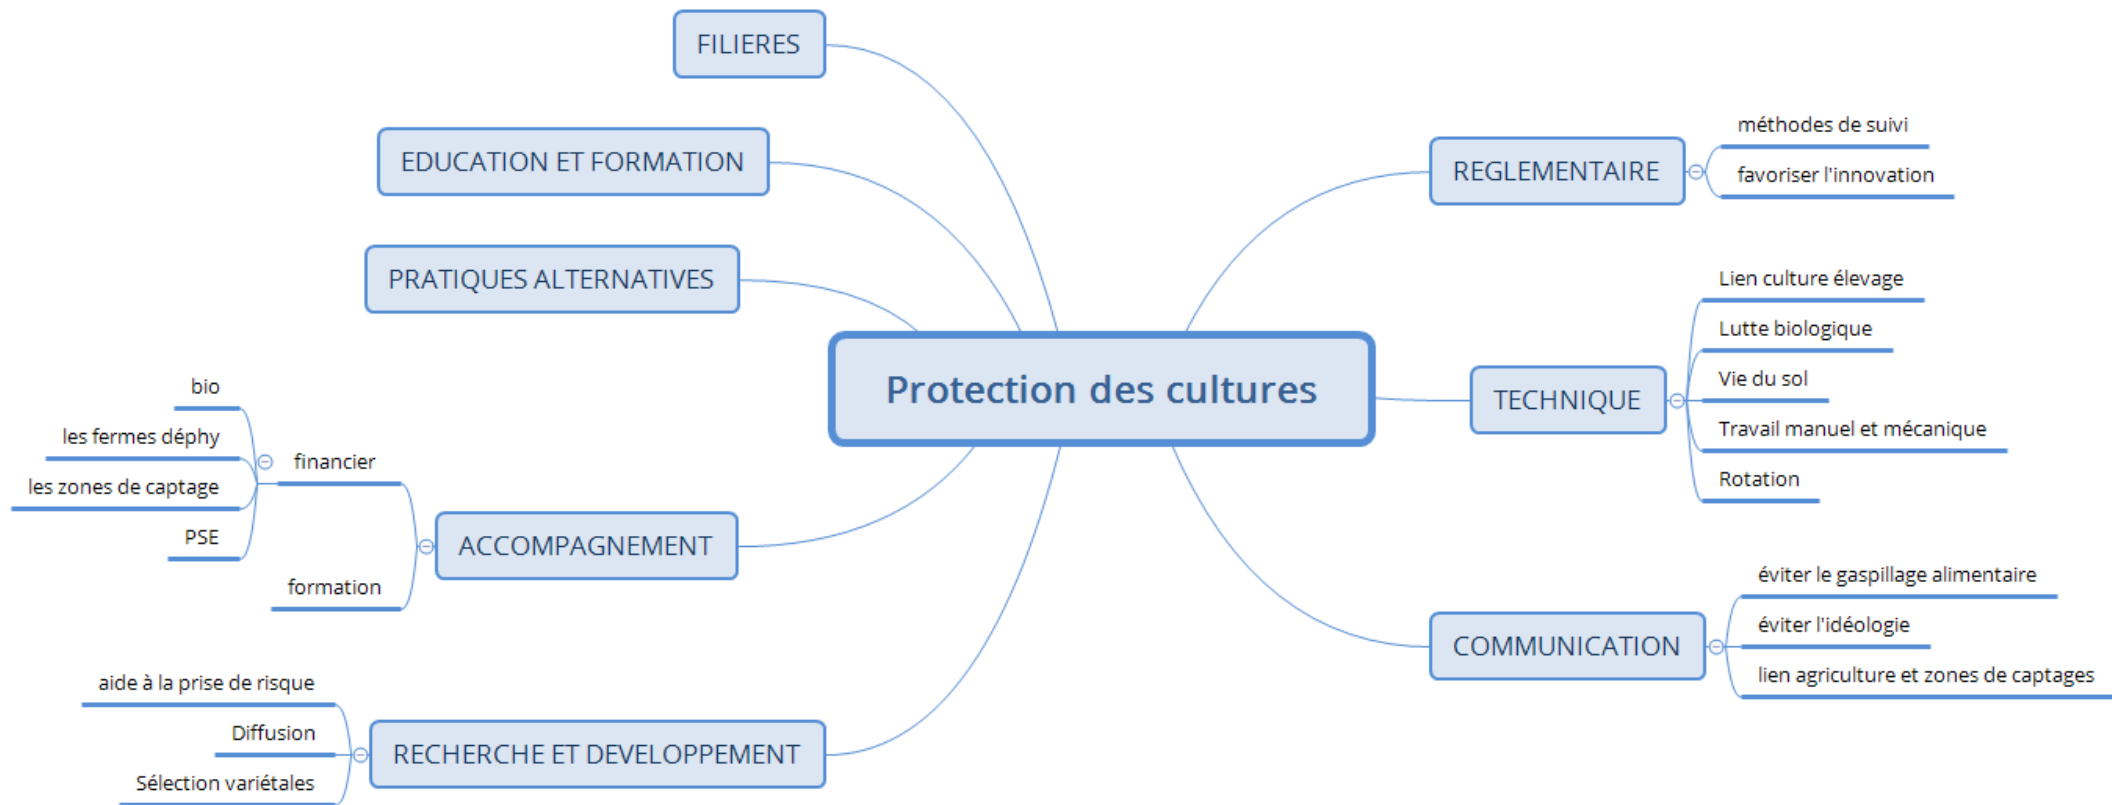 Protection des cultures
REGLEMENTAIRE
méthodes de suivi
favoriser l'innovation
TECHNIQUE
Lien culture élevage
Lutte biologique
Vie du sol
Travail manuel et mécanique
Rotation
COMMUNICATION
éviter le gaspillage alimentaire
éviter l'idéologie
lien agriculture et zones de captages
FILIERES
EDUCATION ET FORMATION
PRATIQUES ALTERNATIVES
ACCOMPAGNEMENT
financier
bio
les fermes déphy
les zones de captage
PSE
formation
RECHERCHE ET DEVELOPPEMENT
aide à la prise de risque
Diffusion
Sélection variétales